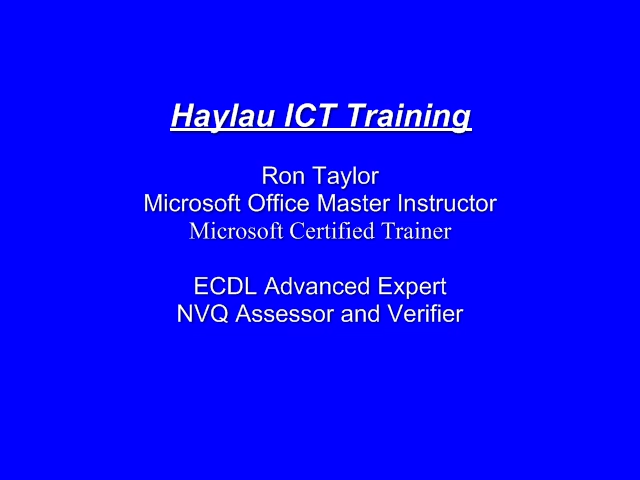 Haylau ICT Training
Ron Taylor
Microsoft Office Master Instructor
Microsoft Certified Trainer
ECDL Advanced Expert
NVQ Assessor and Verifier